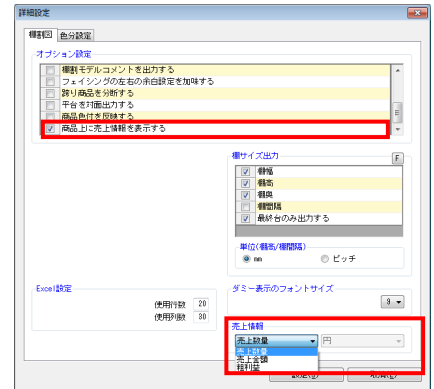 詳細設定
棚割図 色分設定
オプション設定
棚割モデルコメントを出力する
フェイシングの左右の余白設定を加味する
跨り商品を分断する
平台を対面出力する
商品色付を反映する
商品上に売上情報を表示する
棚サイズ出力 F
棚幅
棚高
棚奥
棚間隔
最終台のみ出力する
単位(棚高/棚間隔)
mm ピッチ
Excel設定
使用行数 20
使用列数 30
ダミー表示のフォントサイズ
9
売上情報
売上数量 円
売上数量
売上金額
粗利益